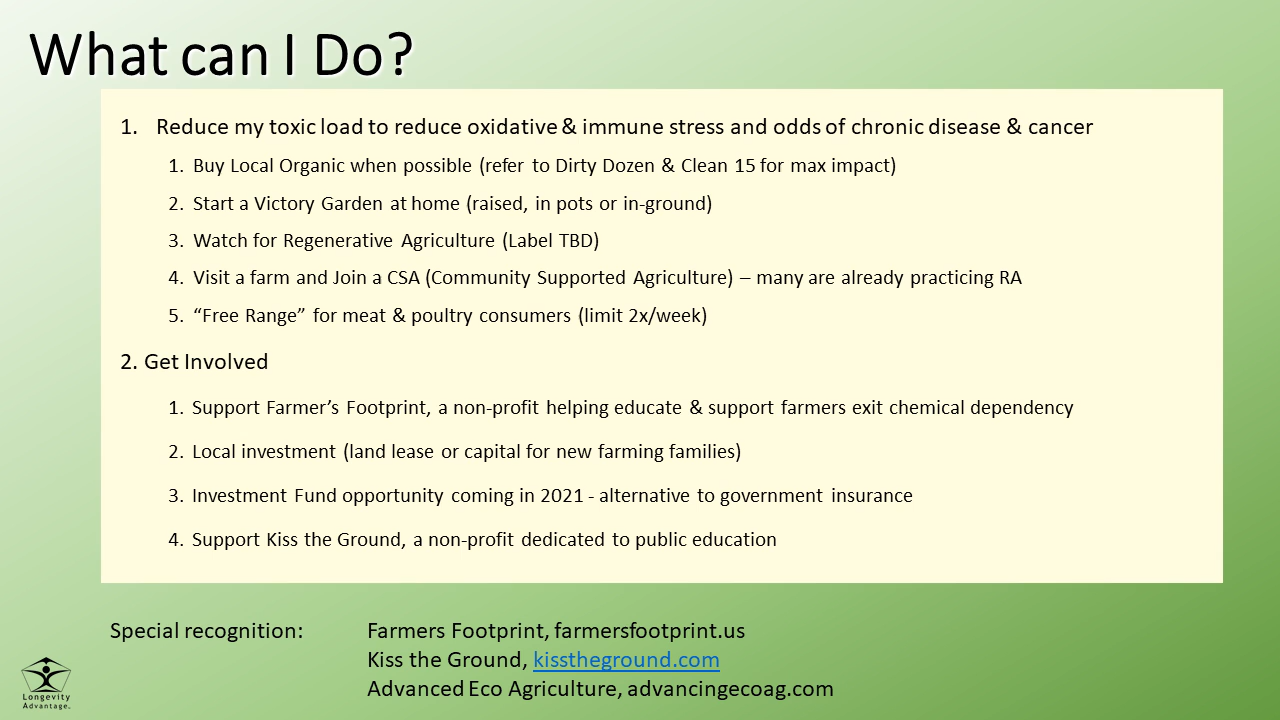 What can I Do?
1. Reduce my toxic load to reduce oxidative & immune stress and odds of chronic disease & cancer
1. Buy Local Organic when possible (refer to Dirty Dozen & Clean 15 for max impact)
2. Start a Victory Garden at home (raised, in pots or in-ground)
3. Watch for Regenerative Agriculture (Label TBD)
4. Visit a farm and Join a CSA (Community Supported Agriculture) – many are already practicing RA
5. “Free Range” for meat & poultry consumers (limit 2x/week)
2. Get Involved
1. Support Farmer’s Footprint, a non-profit helping educate & support farmers exit chemical dependency
2. Local investment (land lease or capital for new farming families)
3. Investment Fund opportunity coming in 2021 - alternative to government insurance
4. Support Kiss the Ground, a non-profit dedicated to public education
Special recognition: Farmers Footprint, farmersfootprint.us
Kiss the Ground, kisstheground.com
Advanced Eco Agriculture, advancingecoag.com
Longevity
Advantage